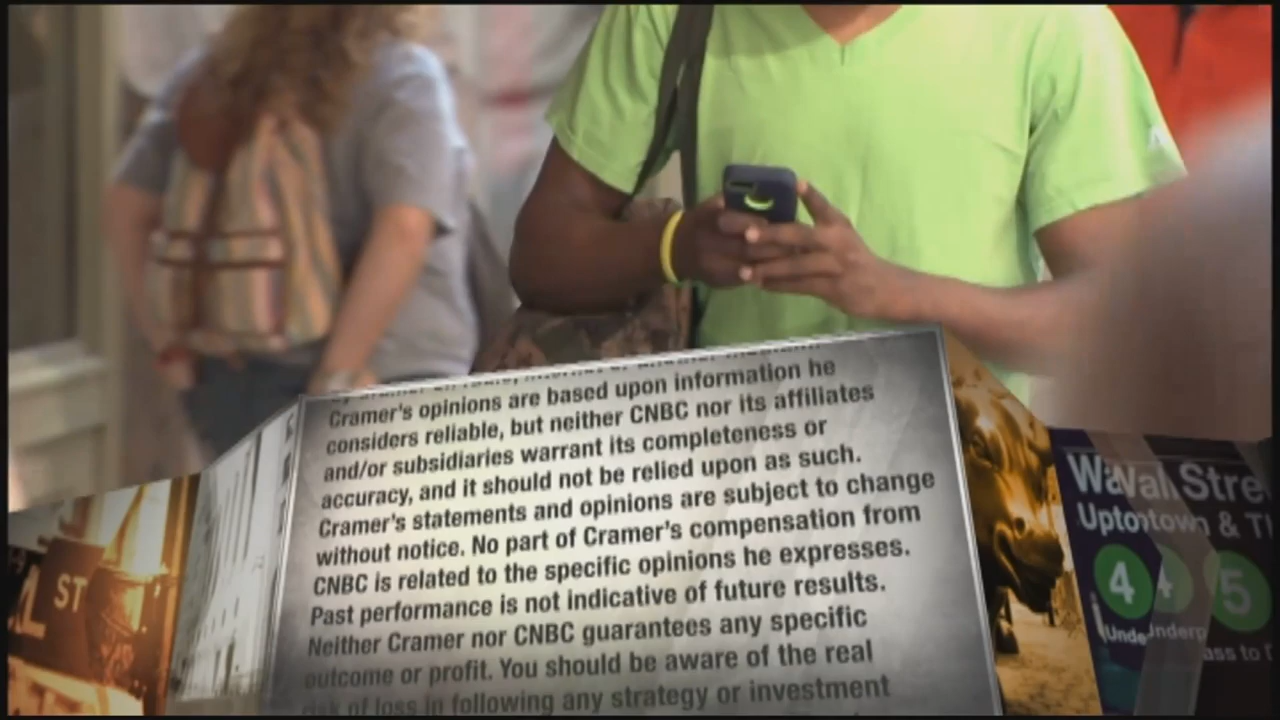 Cramer's opinions are based upon information he
considers reliable, but neither CNBC nor its affiliates
and/or subsidiaries warrant its completeness or
accuracy, and it should not be relied upon as such.
Cramer's statements and opinions are subject to change
without notice. No part of Cramer's compensation from
CNBC is related to the specific opinions he expresses.
Past performance is not indicative of future results.
Neither Cramer nor CNBC guarantees any specific
outcome or profit. You should be aware of the real
risk of loss in following any strategy or investment
ST
4
4
5